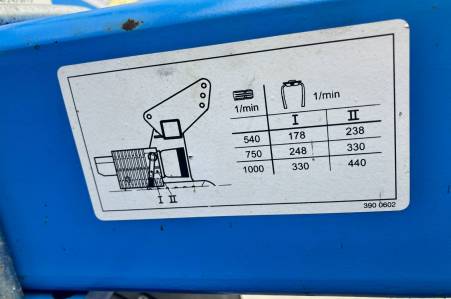 1/min 1/min
I II
540 178 238
750 248 330
1000 330 440
I II
390 0602